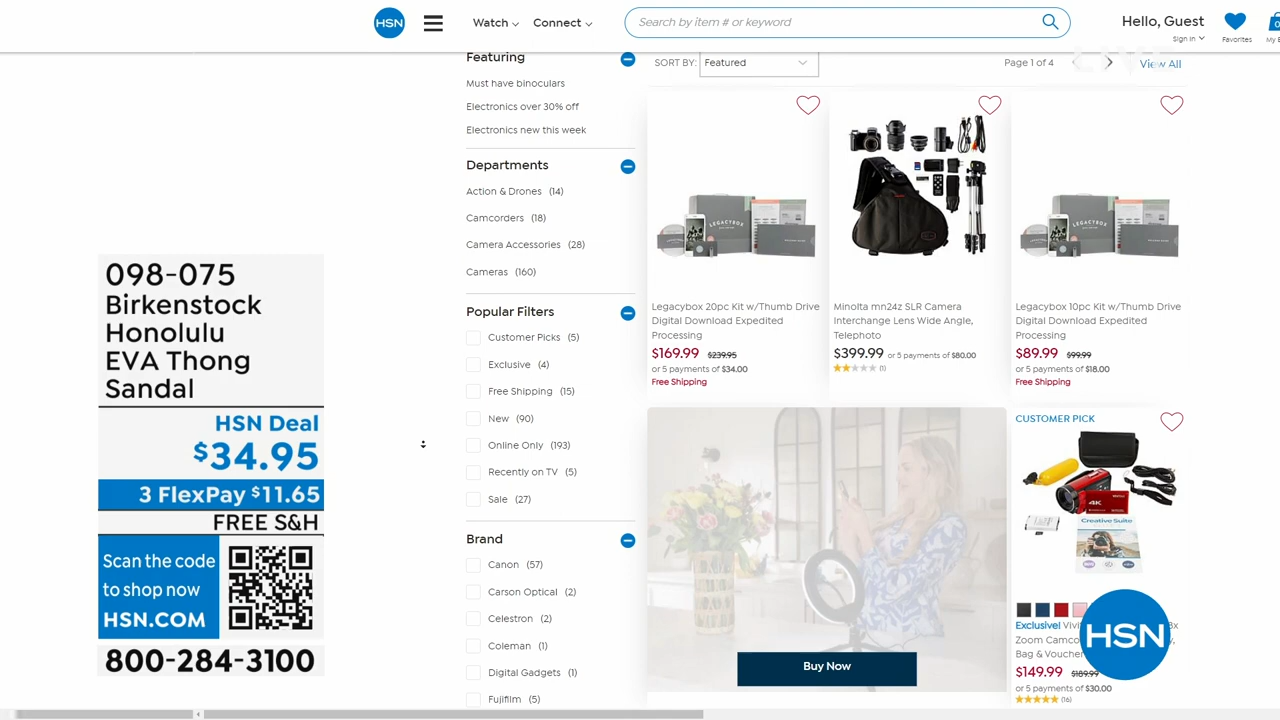 HSN
Watch
Connect
Search by item # or keyword
Hello, Guest
Sign In
Favorites
0
Featuring
Must have binoculars
Electronics over 30% off
Electronics new this week
SORT BY:
Featured
Page 1 of 4
LIVE
View All
Departments
Action & Drones (14)
Camcorders (18)
Camera Accessories (28)
Cameras (160)
Popular Filters
Customer Picks (5)
Exclusive (4)
Free Shipping (15)
New (90)
Online Only (193)
Recently on TV (5)
Sale (27)
Brand
Canon (57)
Carson Optical (2)
Celestron (2)
Coleman (1)
Digital Gadgets (1)
Fujifilm (5)
LEGACYBOX
Legacybox 20pc Kit w/Thumb Drive
Digital Download Expedited
Processing
$169.99 $239.95
or 5 payments of $34.00
Free Shipping
Minolta mn24z SLR Camera
Interchange Lens Wide Angle,
Telephoto
$399.99 or 5 payments of $80.00
(1)
LEGACYBOX
Legacybox 10pc Kit w/Thumb Drive
Digital Download Expedited
Processing
$89.99 $99.99
or 5 payments of $18.00
Free Shipping
Buy Now
CUSTOMER PICK
4K
Creative Suite
Exclusive!
Zoom
Bag & Voucher
$149.99 $189.99
or 5 payments of $30.00
(16)
HSN
098-075
Birkenstock
Honolulu
EVA Thong
Sandal
HSN Deal
$34.95
3 FlexPay $11.65
FREE S&H
Scan the code
to shop now
HSN.COM
800-284-3100